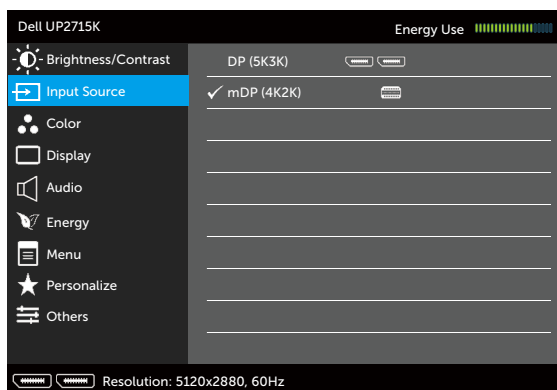 Dell UP2715K
Energy Use
Brightness/Contrast
DP (5K3K)
Input Source
mDP (4K2K)
Color
Display
Audio
Energy
Menu
Personalize
Others
Resolution: 5120x2880, 60Hz